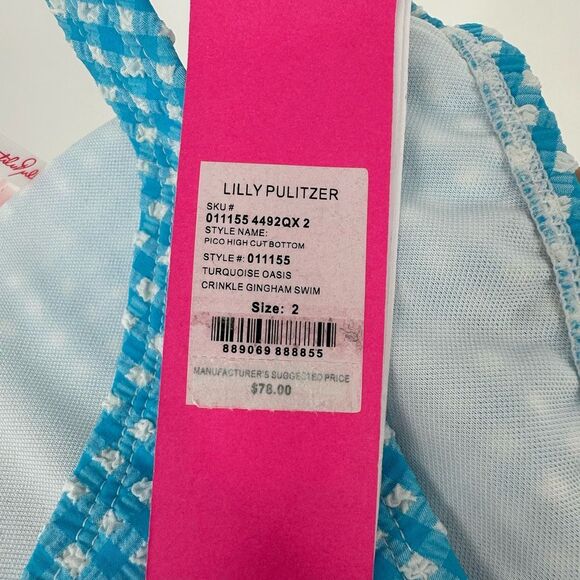 LILLY PULITZER
SKU #
011155 4492QX 2
STYLE NAME:
PICO HIGH CUT BOTTOM
STYLE #: 011155
TURQUOISE OASIS
CRINKLE GINGHAM SWIM
Size: 2
889069 888855
MANUFACTURER'S SUGGESTED PRICE
$78.00